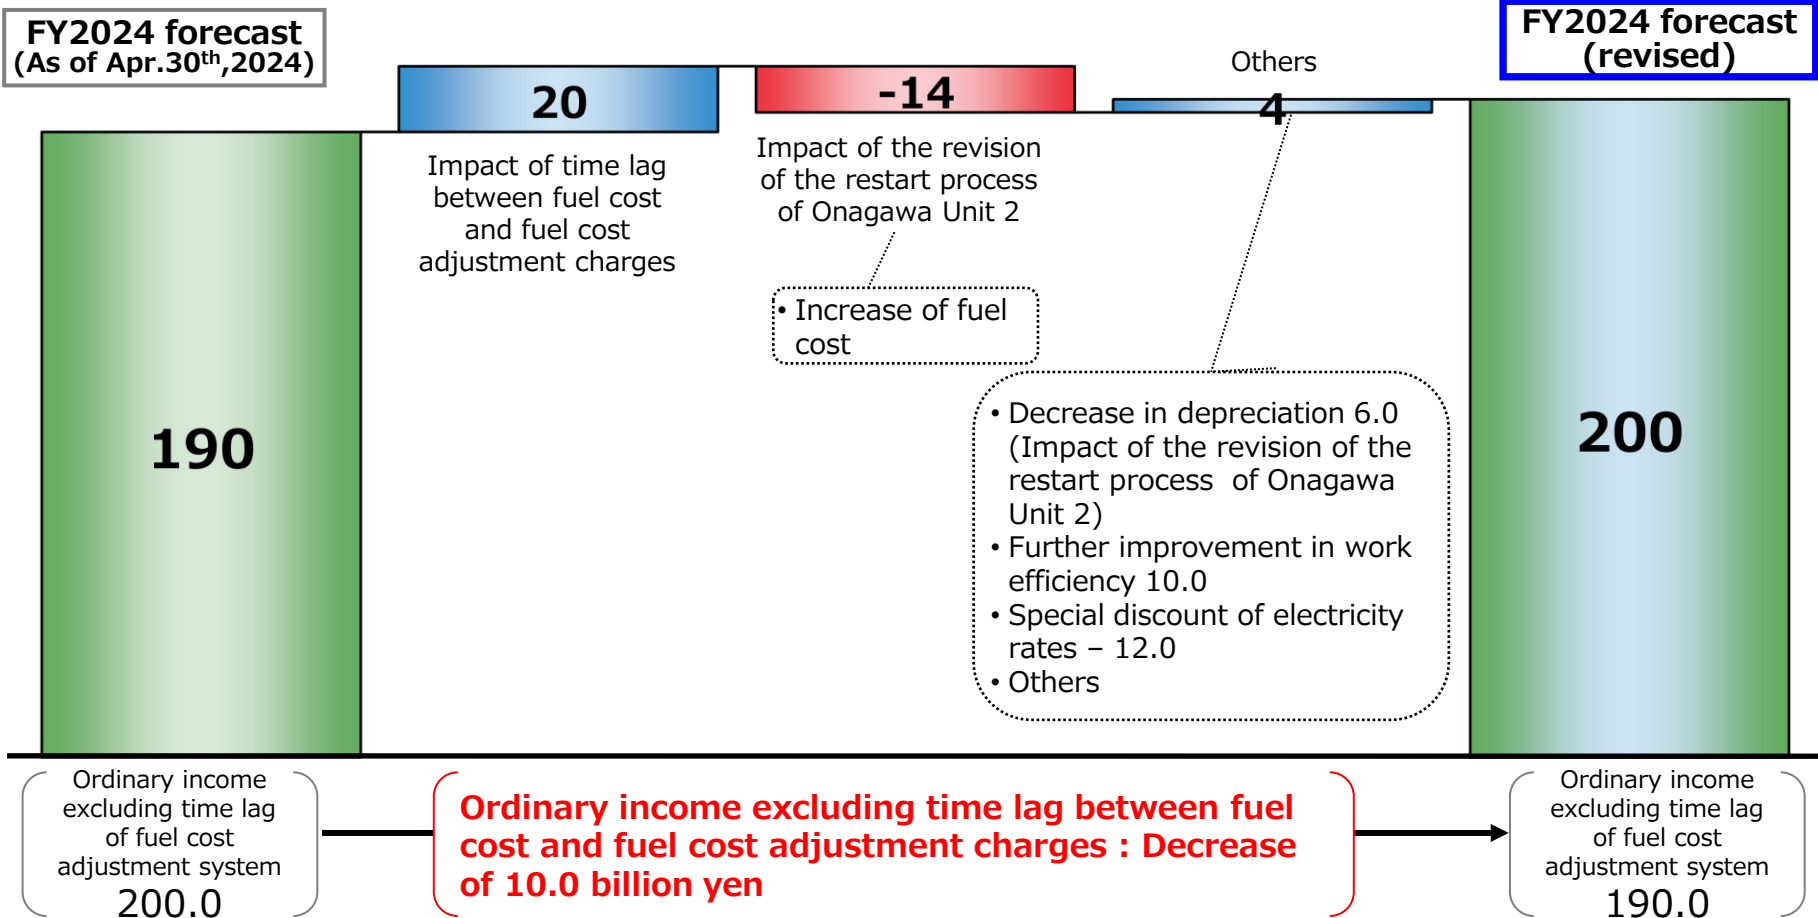 FY2024 forecast
(As of Apr.30th,2024)
190
20
Impact of time lag
between fuel cost
and fuel cost
adjustment charges
-14
Impact of the revision
of the restart process
of Onagawa Unit 2
• Increase of fuel
cost
Others
4
• Decrease in depreciation 6.0
(Impact of the revision of the
restart process of Onagawa
Unit 2)
• Further improvement in work
efficiency 10.0
• Special discount of electricity
rates – 12.0
• Others
FY2024 forecast
(revised)
200
Ordinary income
excluding time lag
of fuel cost
adjustment system
200.0
Ordinary income excluding time lag between fuel
cost and fuel cost adjustment charges : Decrease
of 10.0 billion yen
Ordinary income
excluding time lag
of fuel cost
adjustment system
190.0